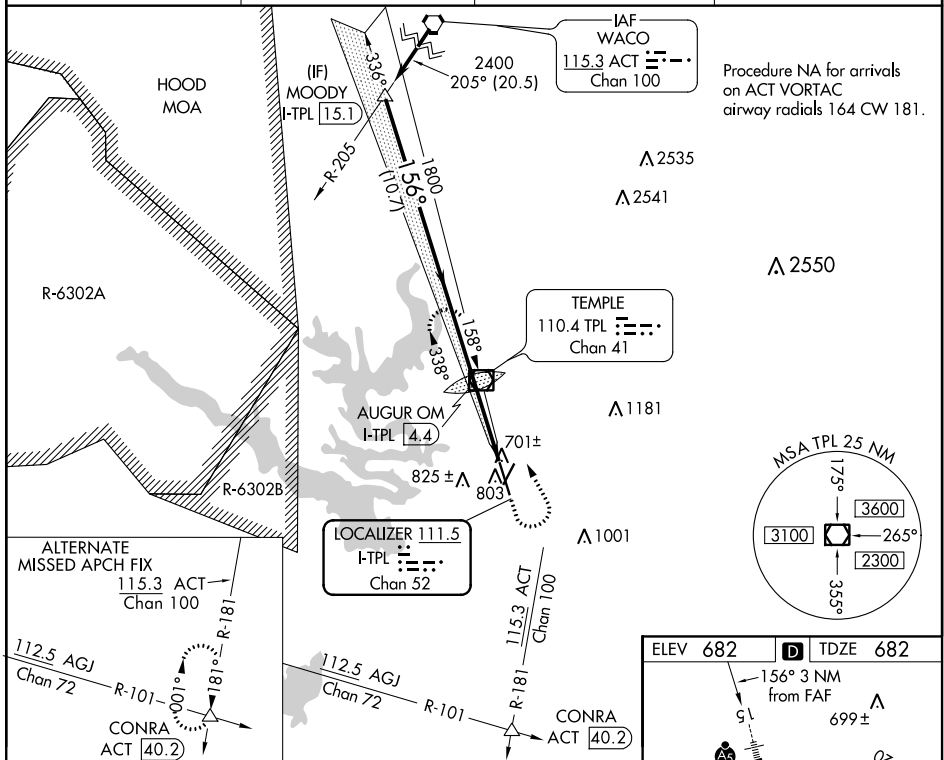 IAF
WACO
115.3 ACT
Chan 100
2400
205° (20.5)
Procedure NA for arrivals
on ACT VORTAC
airway radials 164 CW 181.
HOOD
MOA
(IF)
MOODY
I-TPL 15.1
336°
R-205
156°
(10.7)
1800
2535
2541
2550
R-6302A
TEMPLE
110.4 TPL
Chan 41
158°
338°
AUGUR OM
I-TPL 4.4
1181
701±
825±
803
R-6302B
LOCALIZER 111.5
I-TPL
Chan 52
1001
MSA TPL 25 NM
175°
3600
3100
265°
2300
355°
ALTERNATE
MISSED APCH FIX
115.3 ACT
Chan 100
R-181
112.5 AGJ
Chan 72
R-101
001°
181°
CONRA
ACT 40.2
115.3 ACT
Chan 100
R-181
112.5 AGJ
Chan 72
R-101
CONRA
ACT 40.2
ELEV 682
D
TDZE 682
156° 3 NM
from FAF
699±
15
A5